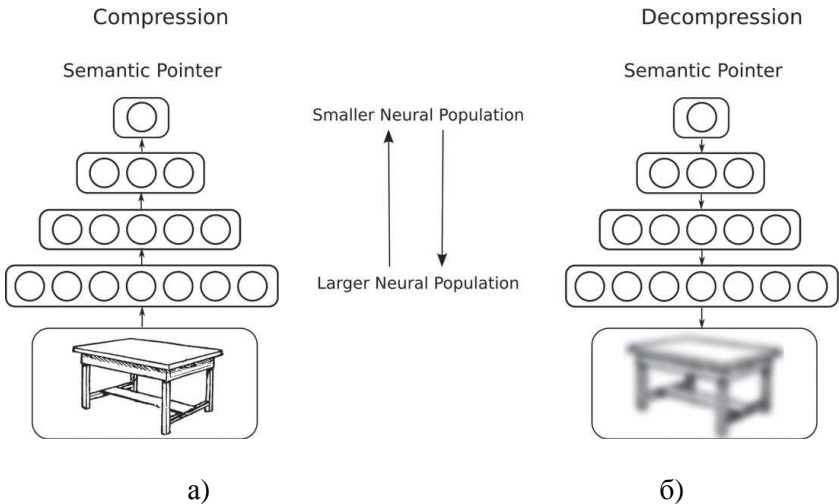 Compression
Decompression
Semantic Pointer
Semantic Pointer
Smaller Neural Population
Larger Neural Population
а)
б)